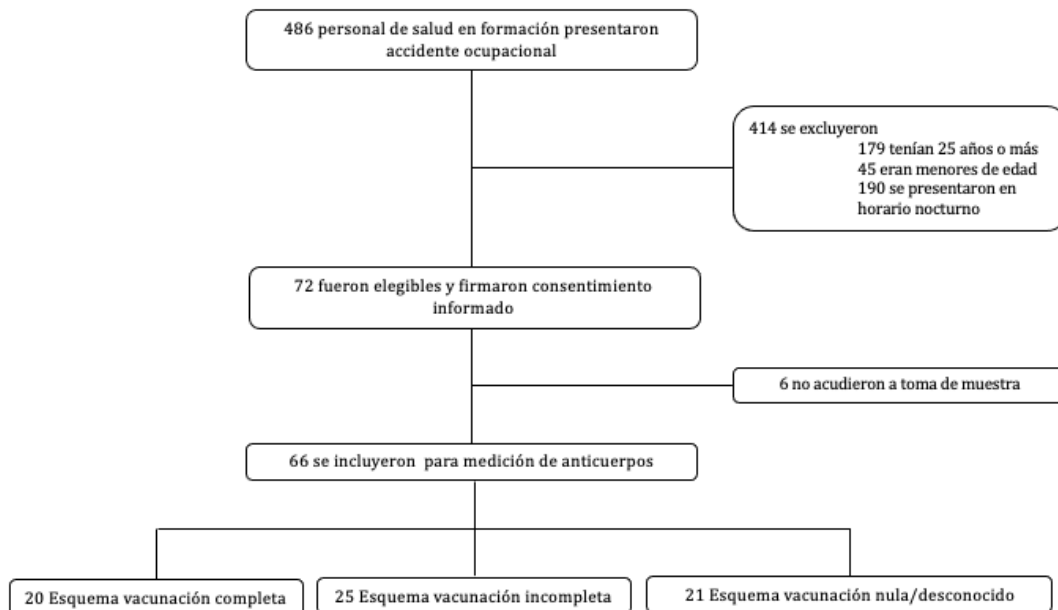 486 personal de salud en formación presentaron
accidente ocupacional
414 se excluyeron
179 tenían 25 años o más
45 eran menores de edad
190 se presentaron en
horario nocturno
72 fueron elegibles y firmaron consentimiento
informado
6 no acudieron a toma de muestra
66 se incluyeron para medición de anticuerpos
20 Esquema vacunación completa
25 Esquema vacunación incompleta
21 Esquema vacunación nula/desconocido